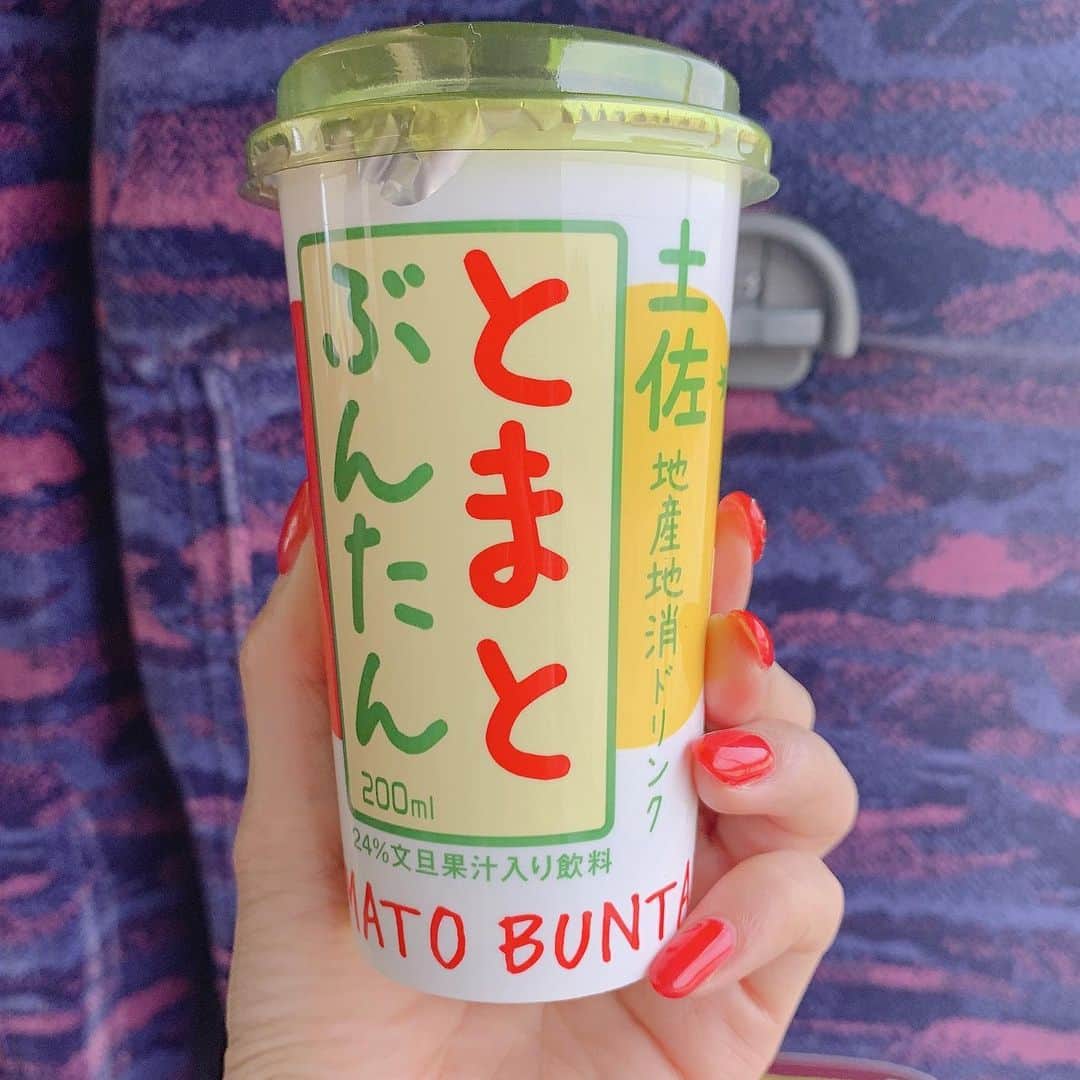 土佐
地産地消ドリンク
とまと
ぶんたん
200ml
24%文旦果汁入り飲料
MATO BUNTA